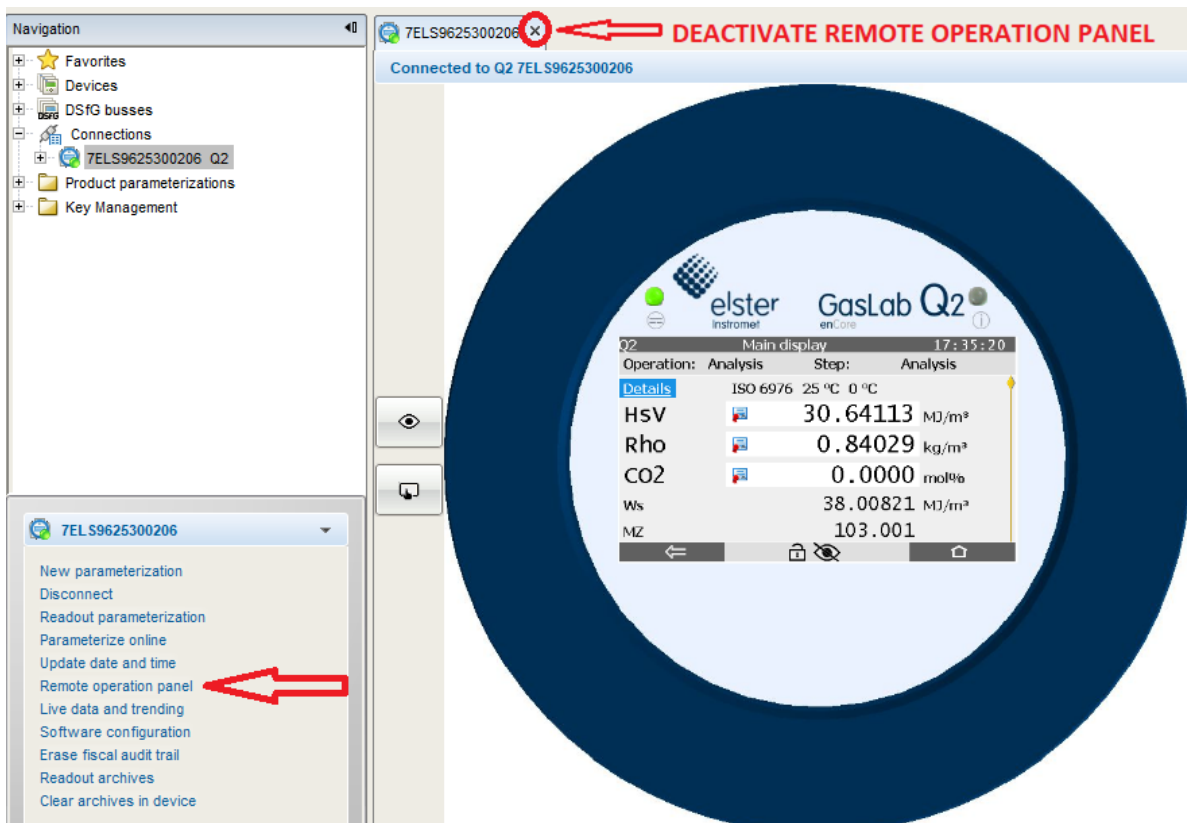 Navigation
Favorites
Devices
DSfG busses
Connections
7ELS9625300206 Q2
Product parameterizations
Key Management
7ELS9625300206
New parameterization
Disconnect
Readout parameterization
Parameterize online
Update date and time
Remote operation panel
Live data and trending
Software configuration
Erase fiscal audit trail
Readout archives
Clear archives in device
7ELS9625300206
DEACTIVATE REMOTE OPERATION PANEL
Connected to Q2 7ELS9625300206
elster
Instromet
GasLab Q2
enCore
Q2 Main display 17:35:20
Operation: Analysis Step: Analysis
Details ISO 6976 25 °C 0 °C
HsV 30.64113 MJ/m³
Rho 0.84029 kg/m³
CO2 0.0000 mol%
Ws 38.00821 MJ/m³
MZ 103.001